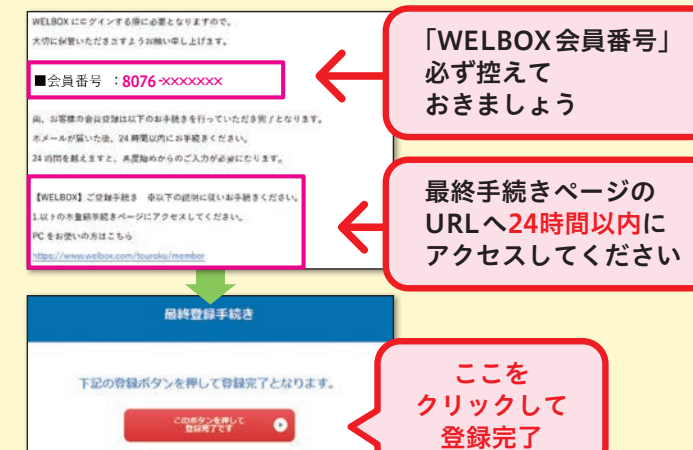 WELBOX にログインする際に必要となりますので、
大切に保管いただきますようお願い申し上げます。
■会員番号 ：8076-×××××××
尚、お客様の会員登録は以下のお手続きを行っていただき完了となります。
本メールが届いた後、24時間以内にお手続きください。
24時間を越えますと、再度始めからのご入力が必要になります。
【WELBOX】ご登録手続き ※以下の説明に従いお手続きください。
1.以下の本登録手続きページにアクセスしてください。
PC をお使いの方はこちら
https://www.welbox.com/touroku/member
「WELBOX会員番号」
必ず控えて
おきましょう
最終手続きページの
URLへ24時間以内に
アクセスしてください
最終登録手続き
下記の登録ボタンを押して登録完了となります。
このボタンを押して
登録完了です
ここを
クリックして
登録完了